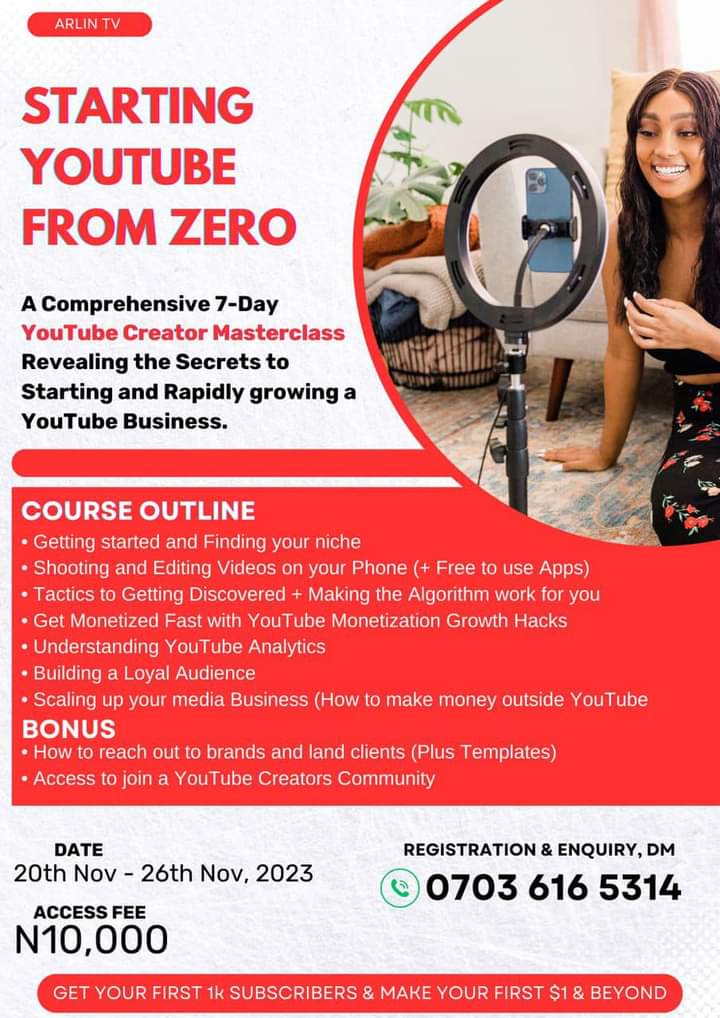 ARLIN TV
STARTING
YOUTUBE
FROM ZERO
A Comprehensive 7-Day
YouTube Creator Masterclass
Revealing the Secrets to
Starting and Rapidly growing a
YouTube Business.
COURSE OUTLINE
• Getting started and Finding your niche
• Shooting and Editing Videos on your Phone (+ Free to use Apps)
• Tactics to Getting Discovered + Making the Algorithm work for you
• Get Monetized Fast with YouTube Monetization Growth Hacks
• Understanding YouTube Analytics
• Building a Loyal Audience
• Scaling up your media Business (How to make money outside YouTube
BONUS
• How to reach out to brands and land clients (Plus Templates)
• Access to join a YouTube Creators Community
DATE
20th Nov - 26th Nov, 2023
ACCESS FEE
N10,000
REGISTRATION & ENQUIRY, DM
0703 616 5314
GET YOUR FIRST 1k SUBSCRIBERS & MAKE YOUR FIRST $1 & BEYOND